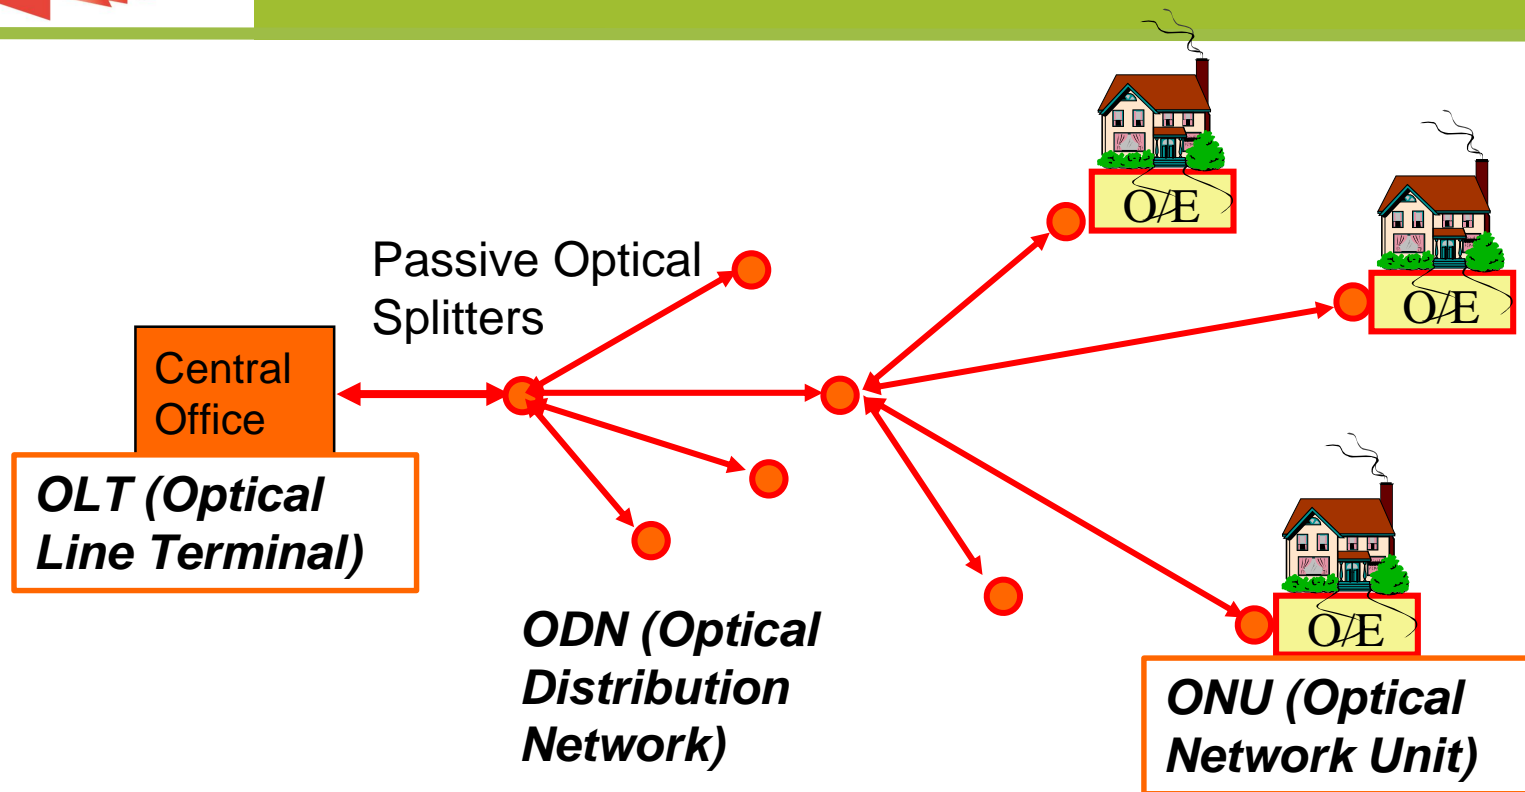 O/E
O/E
Passive Optical
Splitters
Central
Office
OLT (Optical
Line Terminal)
ODN (Optical
Distribution
Network)
O/E
ONU (Optical
Network Unit)